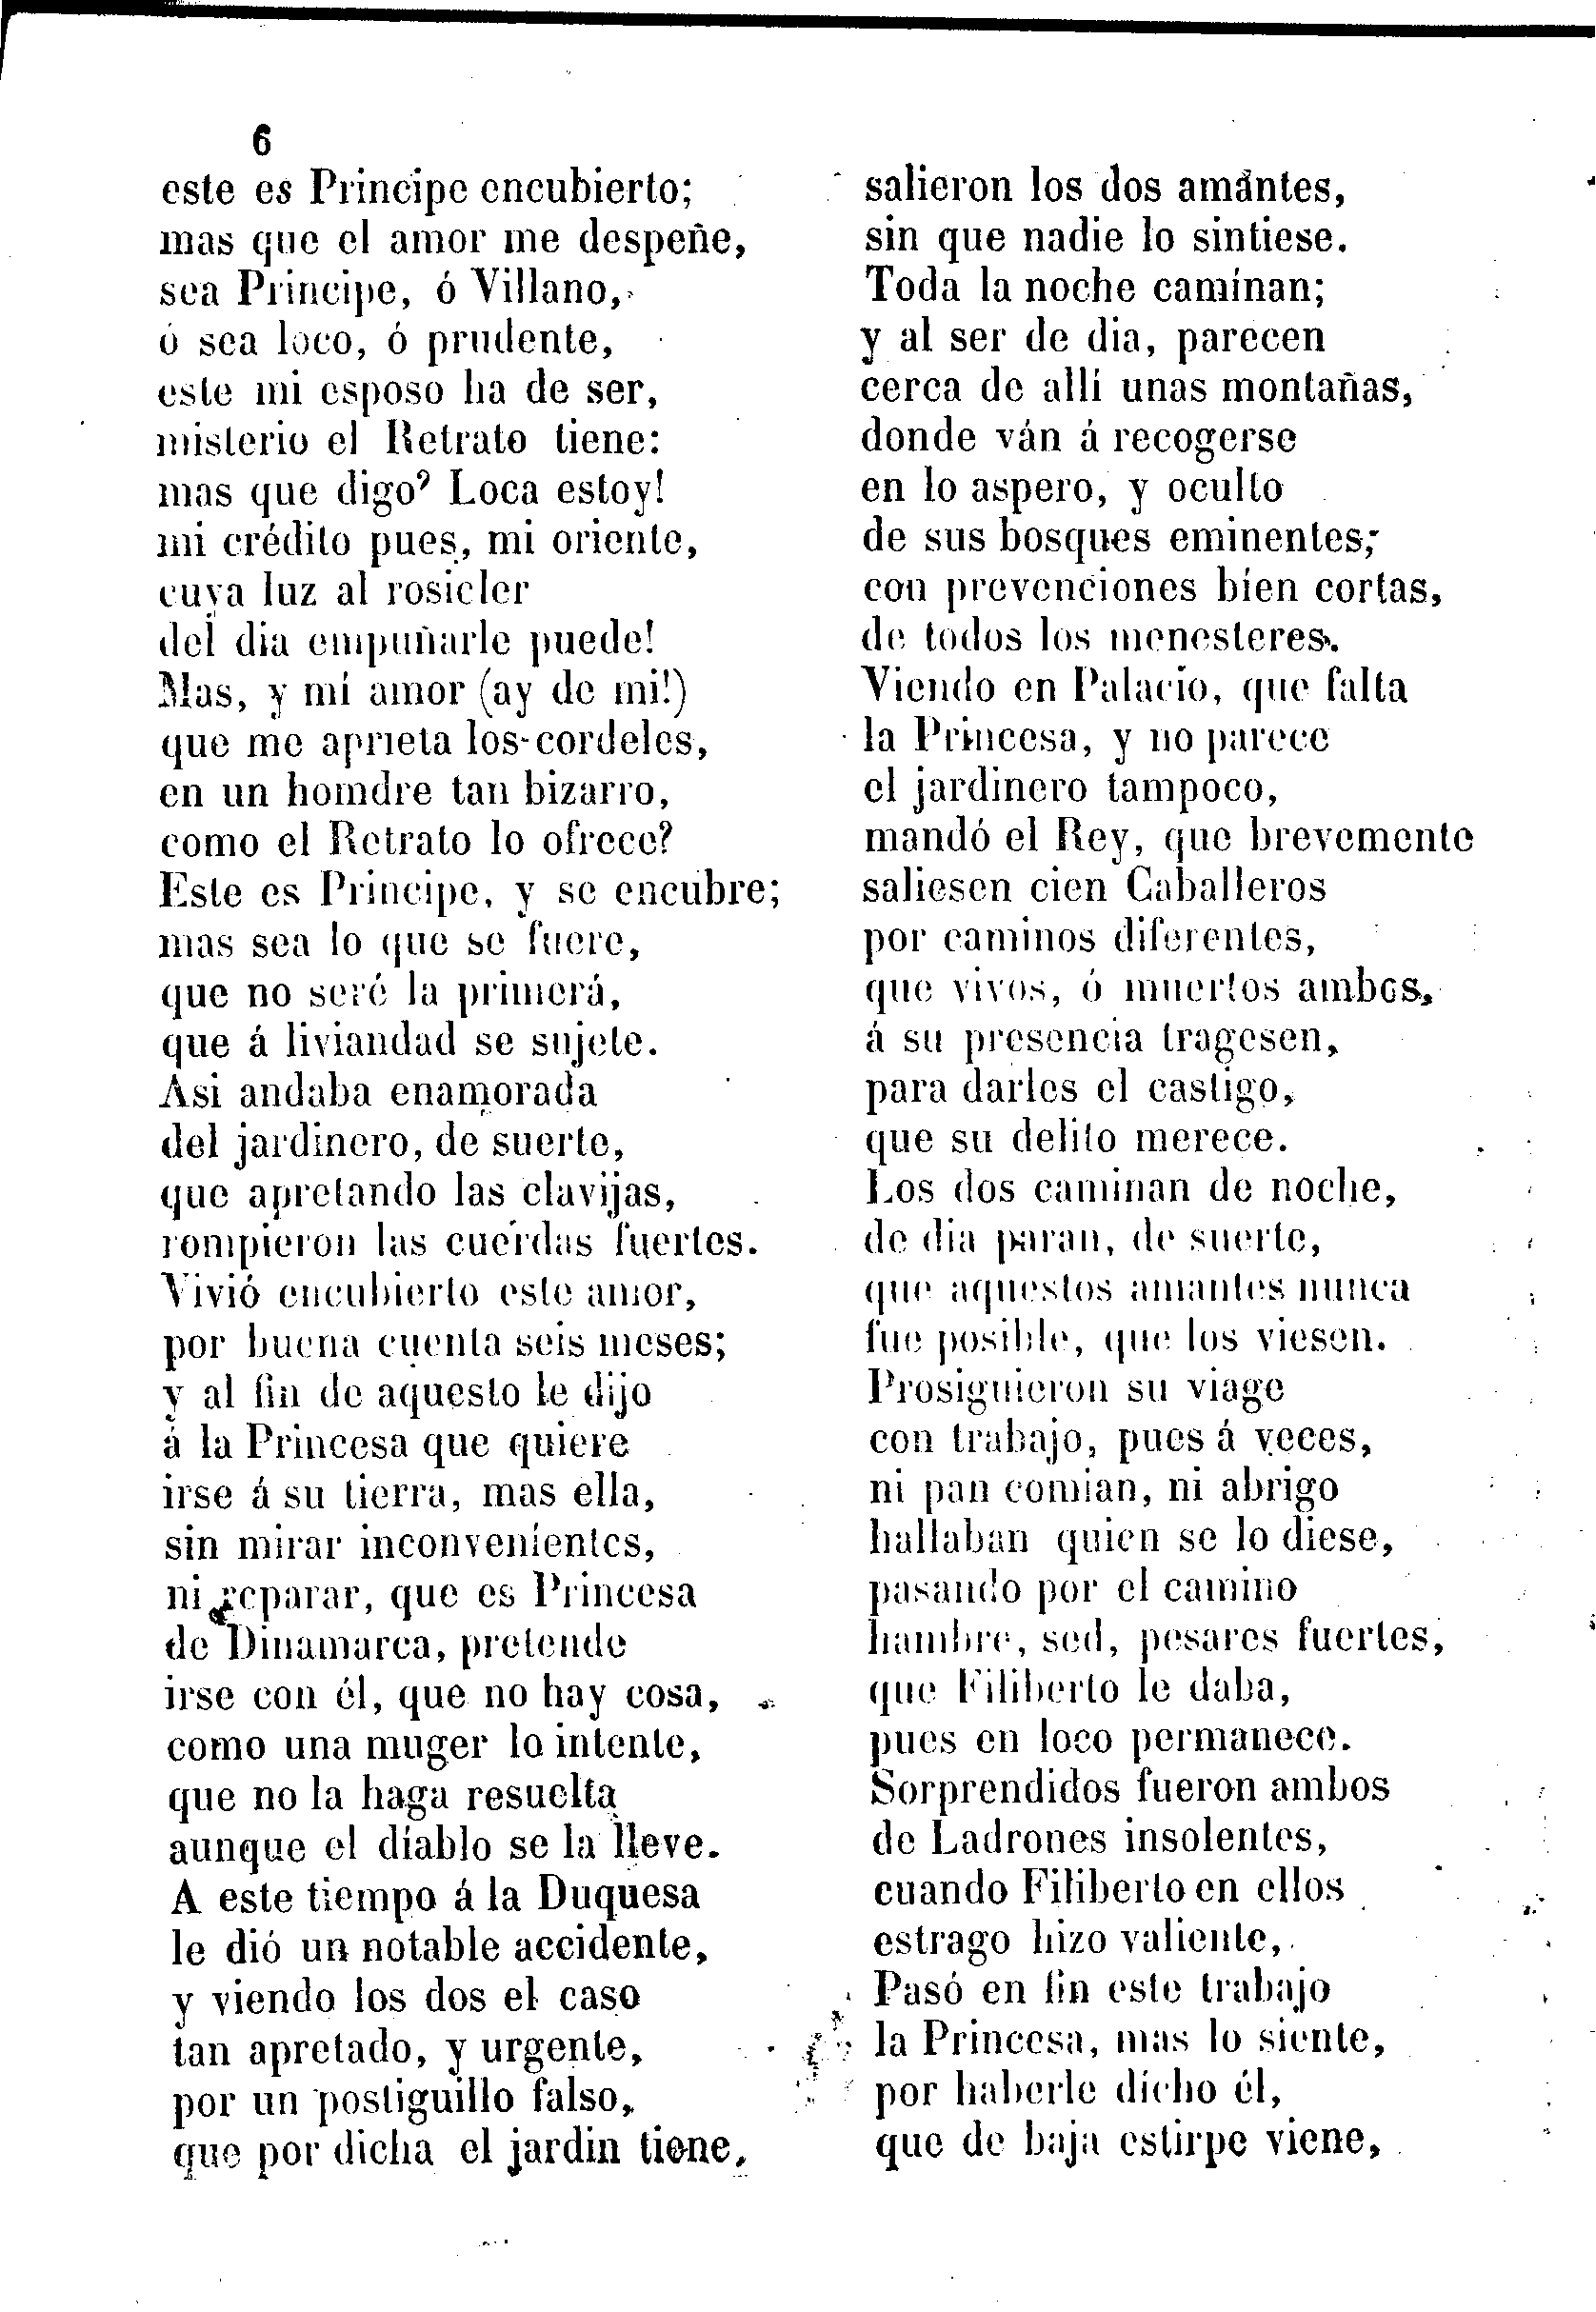 6
este es Principe encubierto;
mas que el amor me despeñe,
sea Principe, ó Villano,
ó sea loco, ó prudente,
este mi esposo ha de ser,
misterio el Retrato tiene:
mas que digo? Loca estoy!
mi crédito pues, mi oriente,
cuya luz al rosicler
del dia empuñarle puede!
Mas, y mi amor (ay de mi!)
que me aprieta los cordeles,
en un homdre tan bizarro,
como el Retrato lo ofrece?
Este es Principe, y se encubre;
mas sea lo que se fuere,
que no seré la primerá,
que á liviandad se sujete.
Asi andaba enamorada
del jardinero, de suerte,
que apretando las clavijas,
rompieron las cuerdas fuertes.
Vivió encubierto este amor,
por buena cuenta seis meses;
y al fin de aquesto le dijo
á la Princesa que quiere
irse á su tierra, mas ella,
sin mirar inconvenientes,
ni reparar, que es Princesa
de Dinamarca, pretende
irse con él, que no hay cosa,
como una muger lo intente,
que no la haga resuelta
aunque el diablo se la lleve.
A este tiempo á la Duquesa
le dió un notable accidente,
y viendo los dos el caso
tan apretado, y urgente,
por un postiguillo falso,
que por dicha el jardin tiene,
salieron los dos amántes,
sin que nadie lo sintiese.
Toda la noche caminan;
y al ser de dia, parecen
cerca de allí unas montañas,
donde ván á recogerse
en lo aspero, y oculto
de sus bosques eminentes;
con prevenciones bien cortas,
de todos los menesteres.
Viendo en Palacio, que falta
la Princesa, y no parece
el jardinero tampoco,
mandó el Rey, que brevemente
saliesen cien Caballeros
por caminos diferentes,
que vivos, ó muertos ambos,
á su presencia tragesen,
para darles el castigo,
que su delito merece.
Los dos caminan de noche,
de dia paran, de suerte,
que aquestos amantes nunca
fue posible, que los viesen.
Prosiguieron su viage
con trabajo, pues á veces,
ni pan comian, ni abrigo
hallaban quien se lo diese,
pasando por el camino
hambre, sed, pesares fuertes,
que Filiberto le daba,
pues en loco permanece.
Sorprendidos fueron ambos
de Ladrones insolentes,
cuando Filiberto en ellos
estrago hizo valiente,
Pasó en fin este trabajo
la Princesa, mas lo siente,
por haberle dicho él,
que de baja estirpe viene,